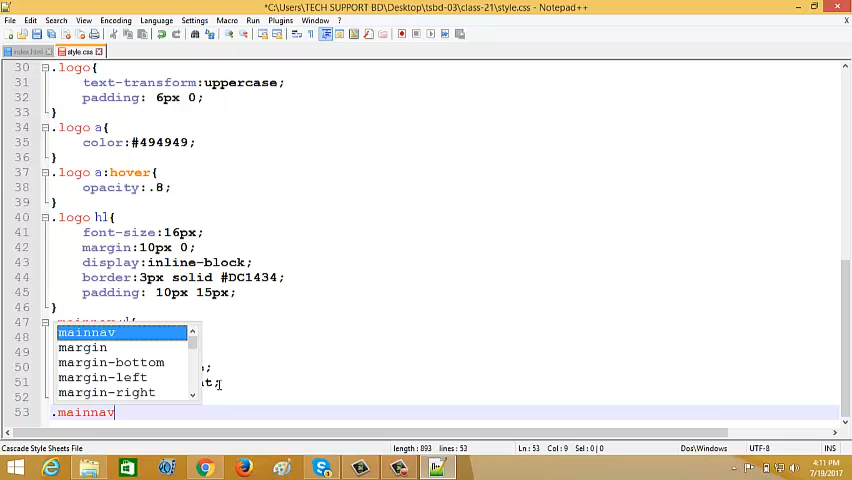 *C:\Users\TECH SUPPORT BD\Desktop\tsbd-03\class-21\style.css - Notepad++
File Edit Search View Encoding Language Settings Macro Run Plugins Window ?
index.html style.css
30 .logo{
31 text-transform:uppercase;
32 padding: 6px 0;
33 }
34 .logo a{
35 color:#494949;
36 }
37 .logo a:hover{
38 opacity:.8;
39 }
40 .logo h1{
41 font-size:16px;
42 margin:10px 0;
43 display:inline-block;
44 border:3px solid #DC1434;
45 padding: 10px 15px;
46 }
47
48 mainnav
49 margin
50 margin-bottom ;
51 margin-left t;
52 margin-right
53 .mainnav
Cascade Style Sheets File length : 893 lines : 53 Ln : 53 Col : 9 Sel : 0 | 0 Dos\Windows UTF-8 INS
4:11 PM
7/19/2017